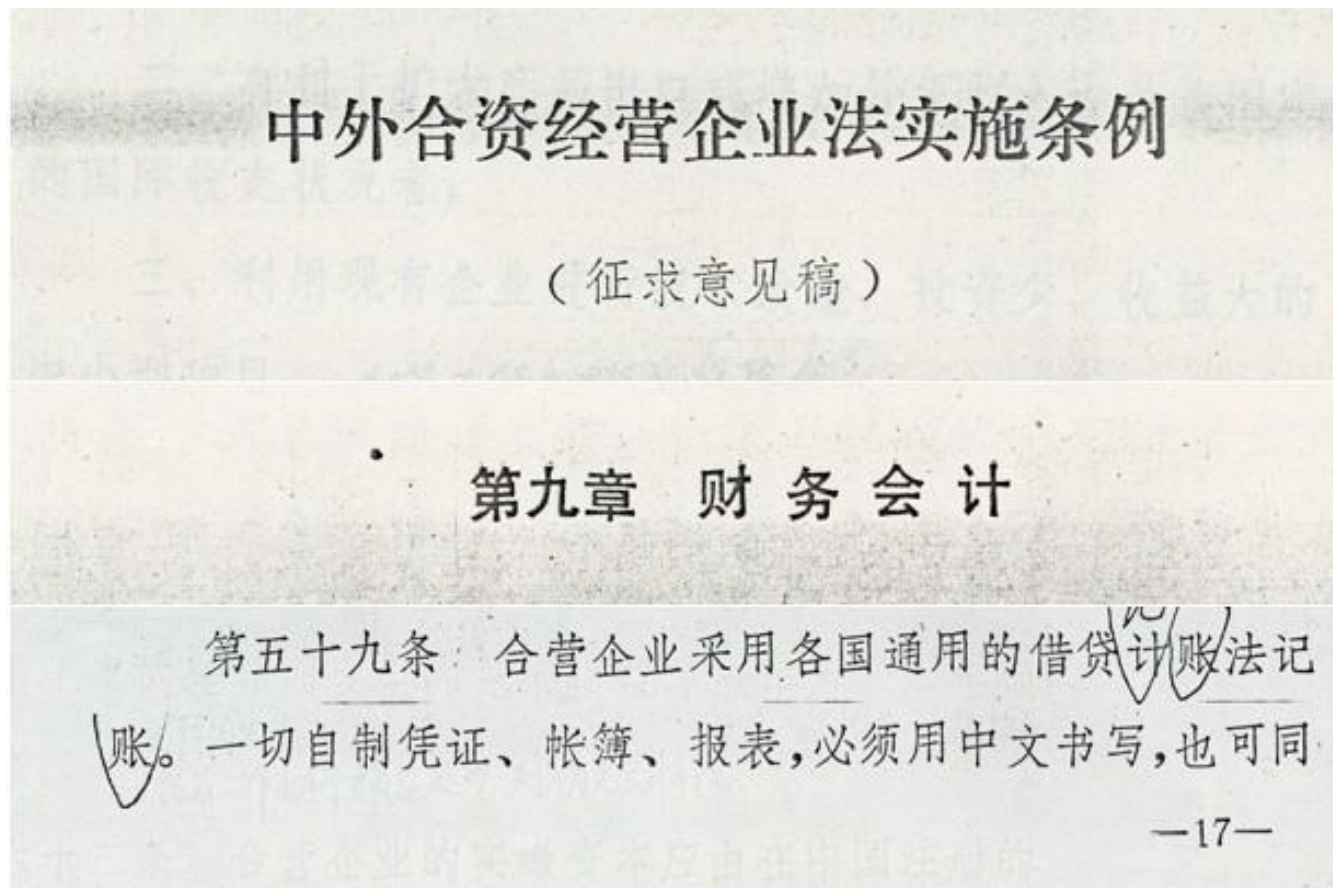 中外合资经营企业法实施条例
（征求意见稿）
第九章 财务会计
记
第五十九条 合营企业采用各国通用的借贷计账法记
账。一切自制凭证、帐簿、报表，必须用中文书写，也可同
—17—